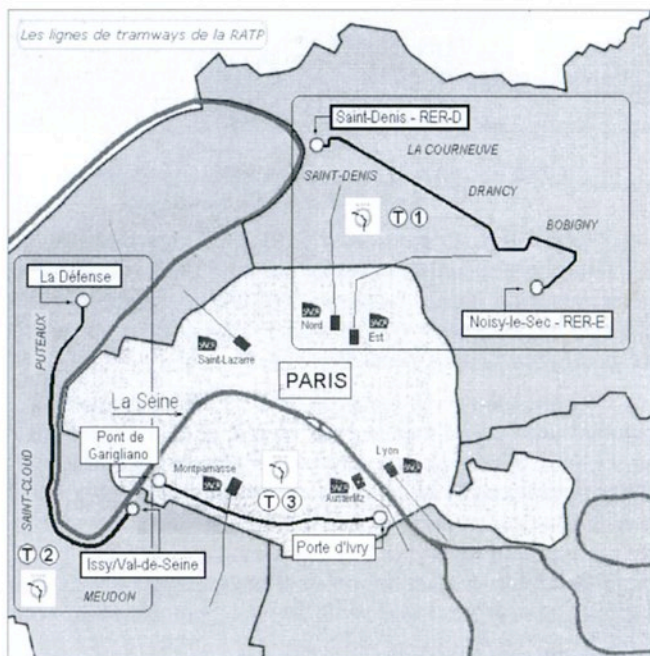 Les lignes de tramways de la RATP
Saint-Denis - RER-D
LA COURNEUVE
SAINT-DENIS
DRANCY
T 1
BOBIGNY
La Défense
Noisy-le-Sec - RER-E
PUTEAUX
Nord
Est
Saint-Lazarre
PARIS
La Seine
Pont de
Garigliano
Montparnasse
Lyon
SAINT-CLOUD
T 3
Austerlitz
Porte d'Ivry
T 2
Issy/Val-de-Seine
MEUDON